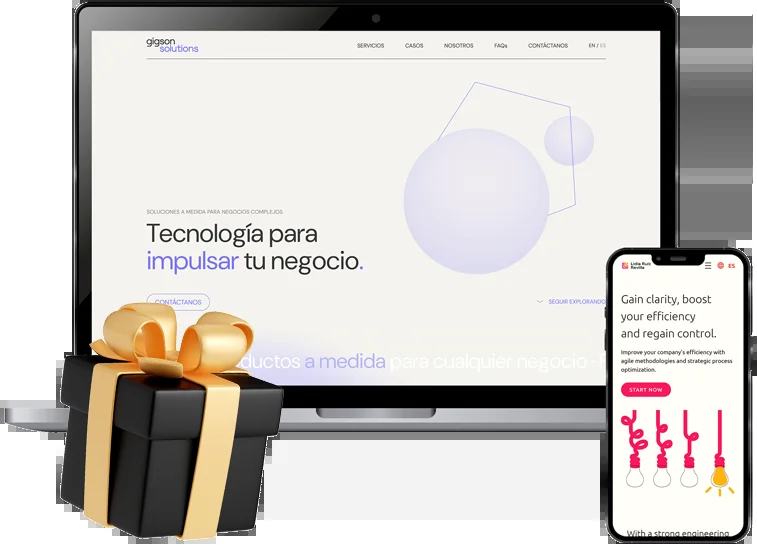 gigson
solutions
SERVICIOS CASOS NOSOTROS FAQs CONTÁCTANOS EN / ES
SOLUCIONES A MEDIDA PARA NEGOCIOS COMPLEJOS
Tecnología para
impulsar tu negocio.
CONTÁCTANOS
SEGUIR EXPLORANDO
ductos a medida para cualquier negocio ·
Lidia Ruiz
Revilla
ES
Gain clarity, boost
your efficiency
and regain control.
Improve your company's efficiency with
agile methodologies and strategic process
optimization.
START NOW
With a strong engineering